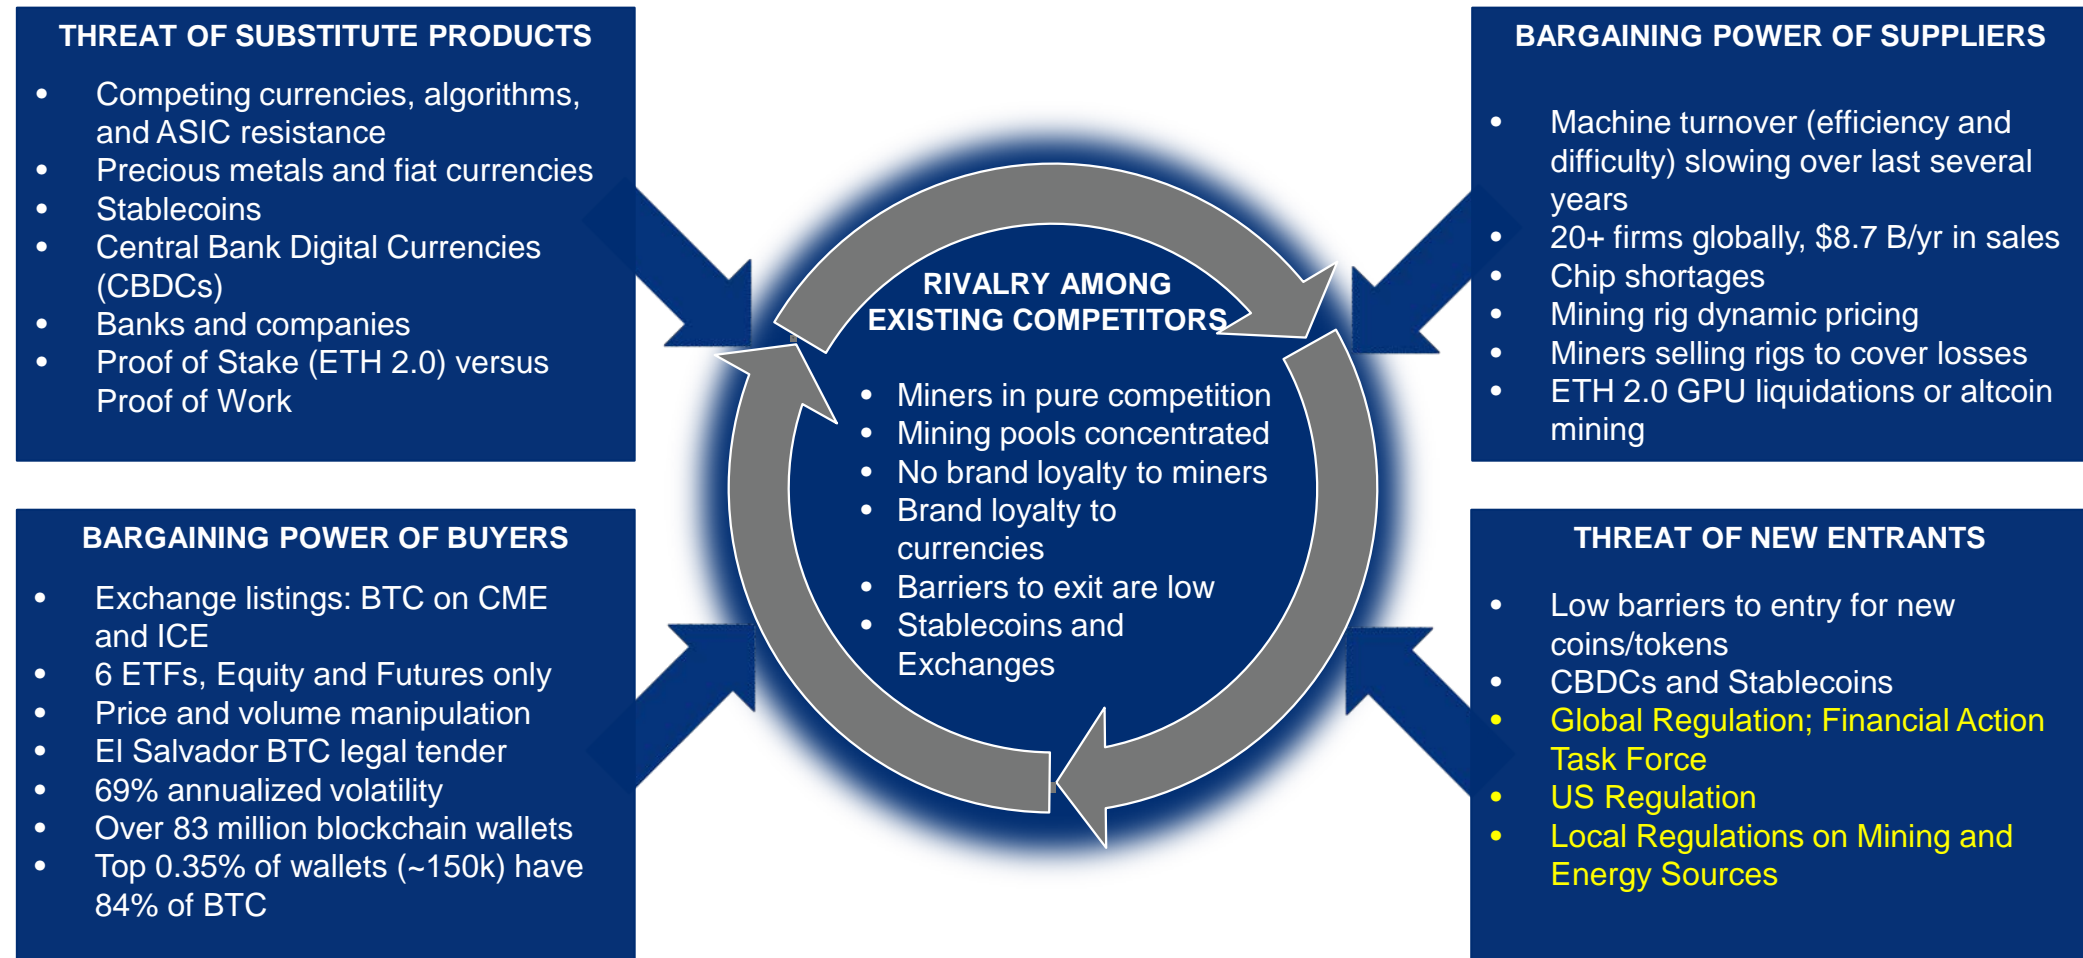 THREAT OF SUBSTITUTE PRODUCTS
• Competing currencies, algorithms,
and ASIC resistance
• Precious metals and fiat currencies
• Stablecoins
• Central Bank Digital Currencies
(CBDCs)
• Banks and companies
• Proof of Stake (ETH 2.0) versus
Proof of Work
BARGAINING POWER OF SUPPLIERS
• Machine turnover (efficiency and
difficulty) slowing over last several
years
• 20+ firms globally, $8.7 B/yr in sales
• Chip shortages
• Mining rig dynamic pricing
• Miners selling rigs to cover losses
• ETH 2.0 GPU liquidations or altcoin
mining
RIVALRY AMONG
EXISTING COMPETITORS
• Miners in pure competition
• Mining pools concentrated
• No brand loyalty to miners
• Brand loyalty to
currencies
• Barriers to exit are low
• Stablecoins and
Exchanges
BARGAINING POWER OF BUYERS
• Exchange listings: BTC on CME
and ICE
• 6 ETFs, Equity and Futures only
• Price and volume manipulation
• El Salvador BTC legal tender
• 69% annualized volatility
• Over 83 million blockchain wallets
• Top 0.35% of wallets (~150k) have
84% of BTC
THREAT OF NEW ENTRANTS
• Low barriers to entry for new
coins/tokens
• CBDCs and Stablecoins
• Global Regulation; Financial Action
Task Force
• US Regulation
• Local Regulations on Mining and
Energy Sources